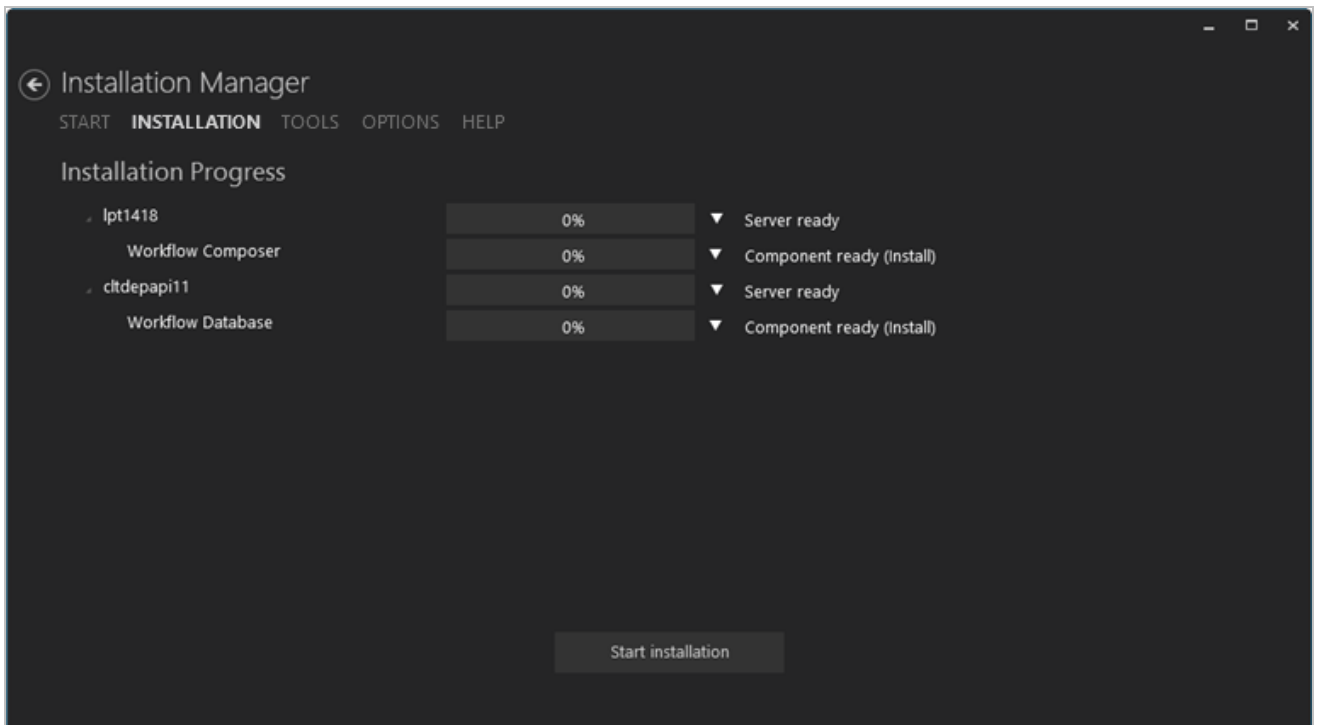 Installation Manager
START INSTALLATION TOOLS OPTIONS HELP
Installation Progress
lpt1418 0% Server ready
Workflow Composer 0% Component ready (Install)
cltdepapi11 0% Server ready
Workflow Database 0% Component ready (Install)
Start installation